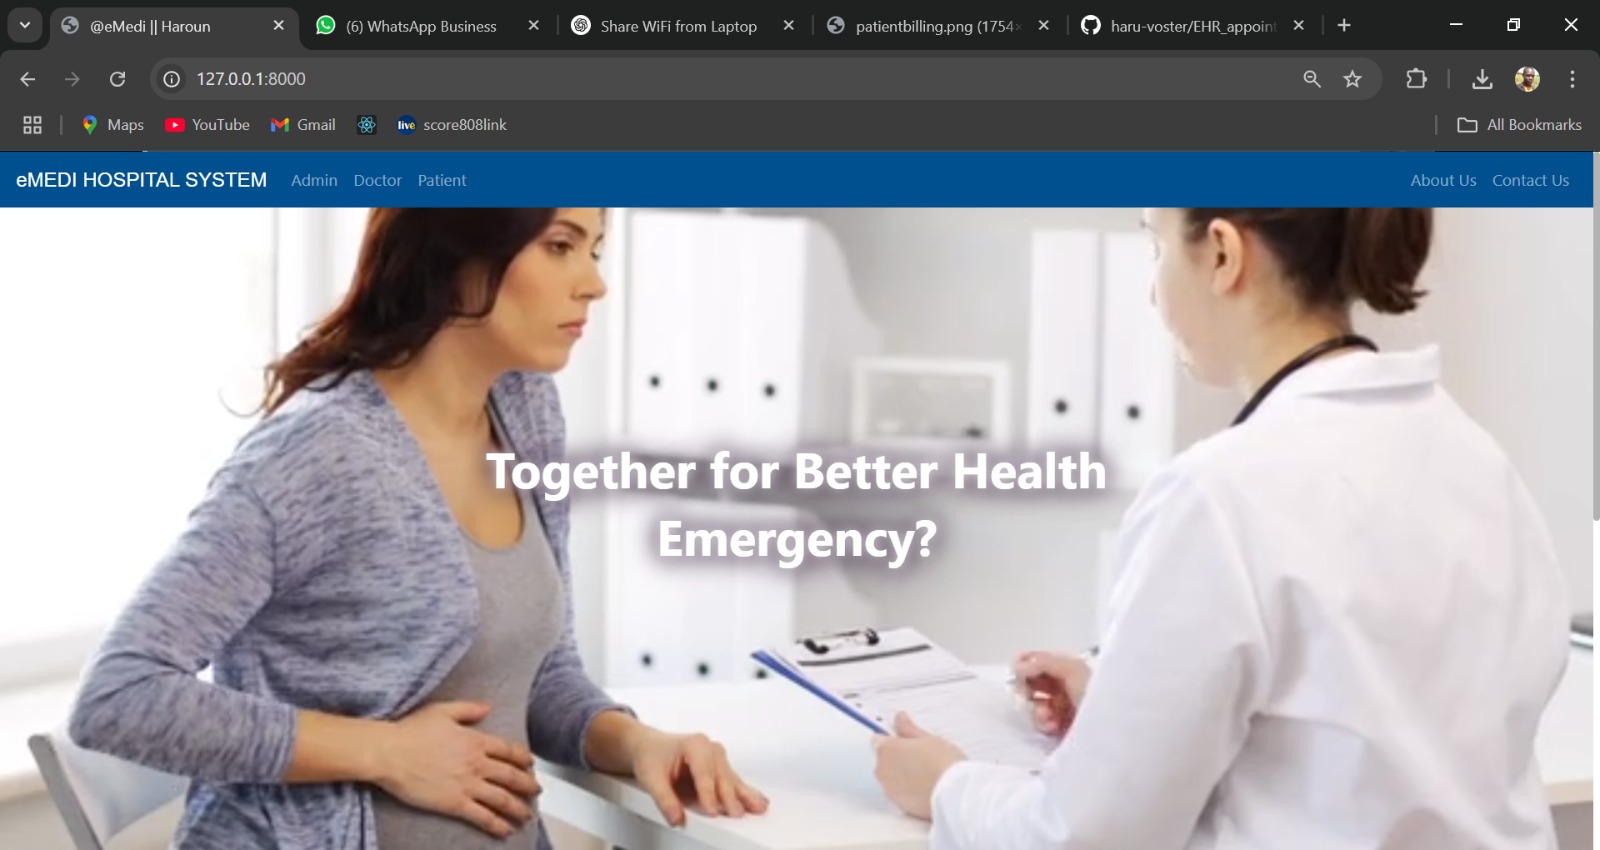 @eMedi || Haroun
(6) WhatsApp Business
Share WiFi from Laptop
patientbilling.png (1754×
haru-voster/EHR_appoint
127.0.0.1:8000
Maps
YouTube
Gmail
live
score808link
All Bookmarks
eMEDI HOSPITAL SYSTEM
Admin
Doctor
Patient
About Us
Contact Us
Together for Better Health
Emergency?